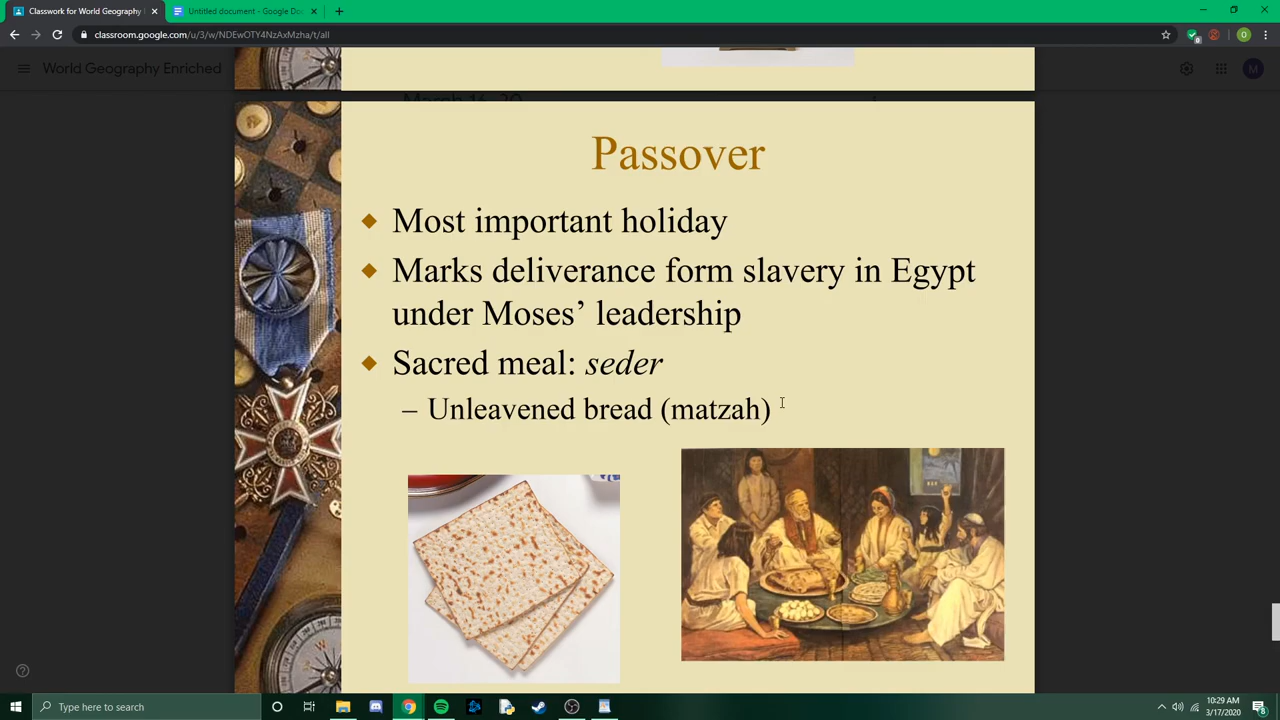 Classwork for World Geography
Untitled document - Google Doc
classroom.google.com/u/3/w/NDEwOTY4NzAxMzha/t/all
World Geography Enriched
M
Passover
Most important holiday
Marks deliverance form slavery in Egypt
under Moses’ leadership
Sacred meal: seder
– Unleavened bread (matzah)
Type here to search
10:29 AM
3/17/2020